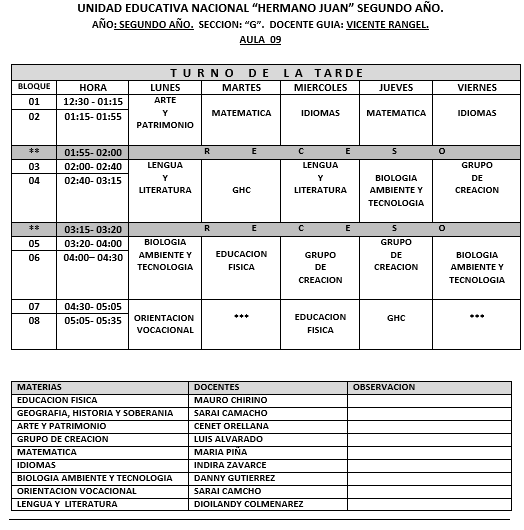 UNIDAD EDUCATIVA NACIONAL “HERMANO JUAN” SEGUNDO AÑO.
AÑO: SEGUNDO AÑO. SECCION: “G”. DOCENTE GUIA: VICENTE RANGEL.
AULA 09
T U R N O D E L A T A R D E
BLOQUE HORA LUNES MARTES MIERCOLES JUEVES VIERNES
01 12:30 - 01:15
02 01:15- 01:55
ARTE
Y
PATRIMONIO
MATEMATICA
IDIOMAS
MATEMATICA
IDIOMAS
** 01:55- 02:00 R E C E S O
03 02:00- 02:40
04 02:40- 03:15
LENGUA
Y
LITERATURA
GHC
LENGUA
Y
LITERATURA
BIOLOGIA
AMBIENTE Y
TECNOLOGIA
GRUPO
DE
CREACION
** 03:15- 03:20 R E C E S O
05 03:20- 04:00
06 04:00– 04:30
BIOLOGIA
AMBIENTE Y
TECNOLOGIA
EDUCACION
FISICA
GRUPO
DE
CREACION
GRUPO
DE
CREACION
BIOLOGIA
AMBIENTE Y
TECNOLOGIA
07 04:30- 05:05
08 05:05- 05:35
ORIENTACION
VOCACIONAL
***
EDUCACION
FISICA
GHC
***
MATERIAS DOCENTES OBSERVACION
EDUCACION FISICA MAURO CHIRINO
GEOGRAFIA, HISTORIA Y SOBERANIA SARAI CAMACHO
ARTE Y PATRIMONIO CENET ORELLANA
GRUPO DE CREACION LUIS ALVARADO
MATEMATICA MARIA PIÑA
IDIOMAS INDIRA ZAVARCE
BIOLOGIA AMBIENTE Y TECNOLOGIA DANNY GUTIERREZ
ORIENTACION VOCACIONAL SARAI CAMCHO
LENGUA Y LITERATURA DIOILANDY COLMENAREZ